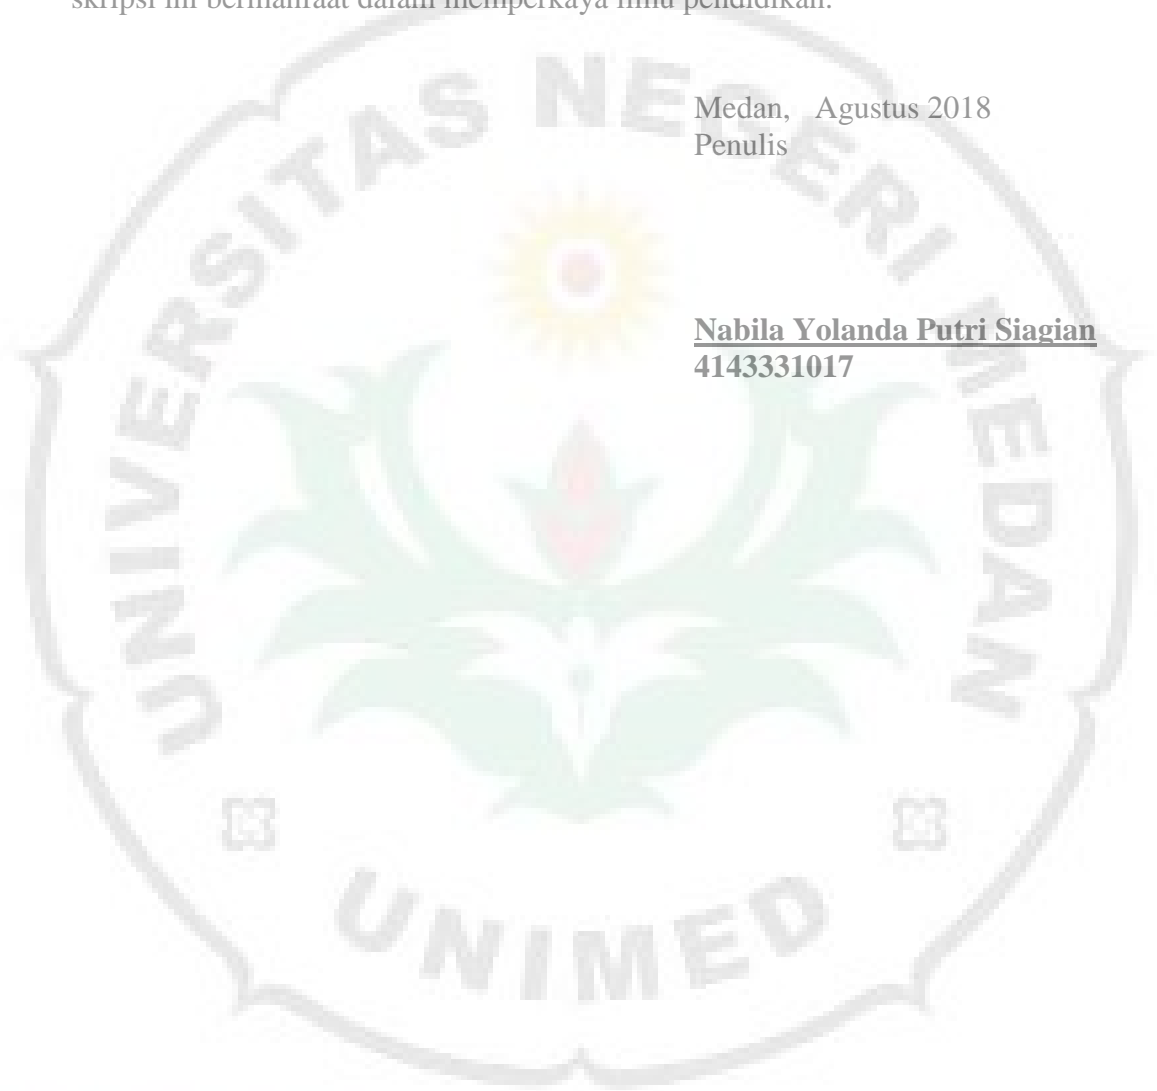 skripsi ini bermanfaat dalam memperkaya ilmu pendidikan.
Medan, Agustus 2018
Penulis
Nabila Yolanda Putri Siagian
4143331017
UNIVERSITAS NEGERI MEDAN
UNIMED